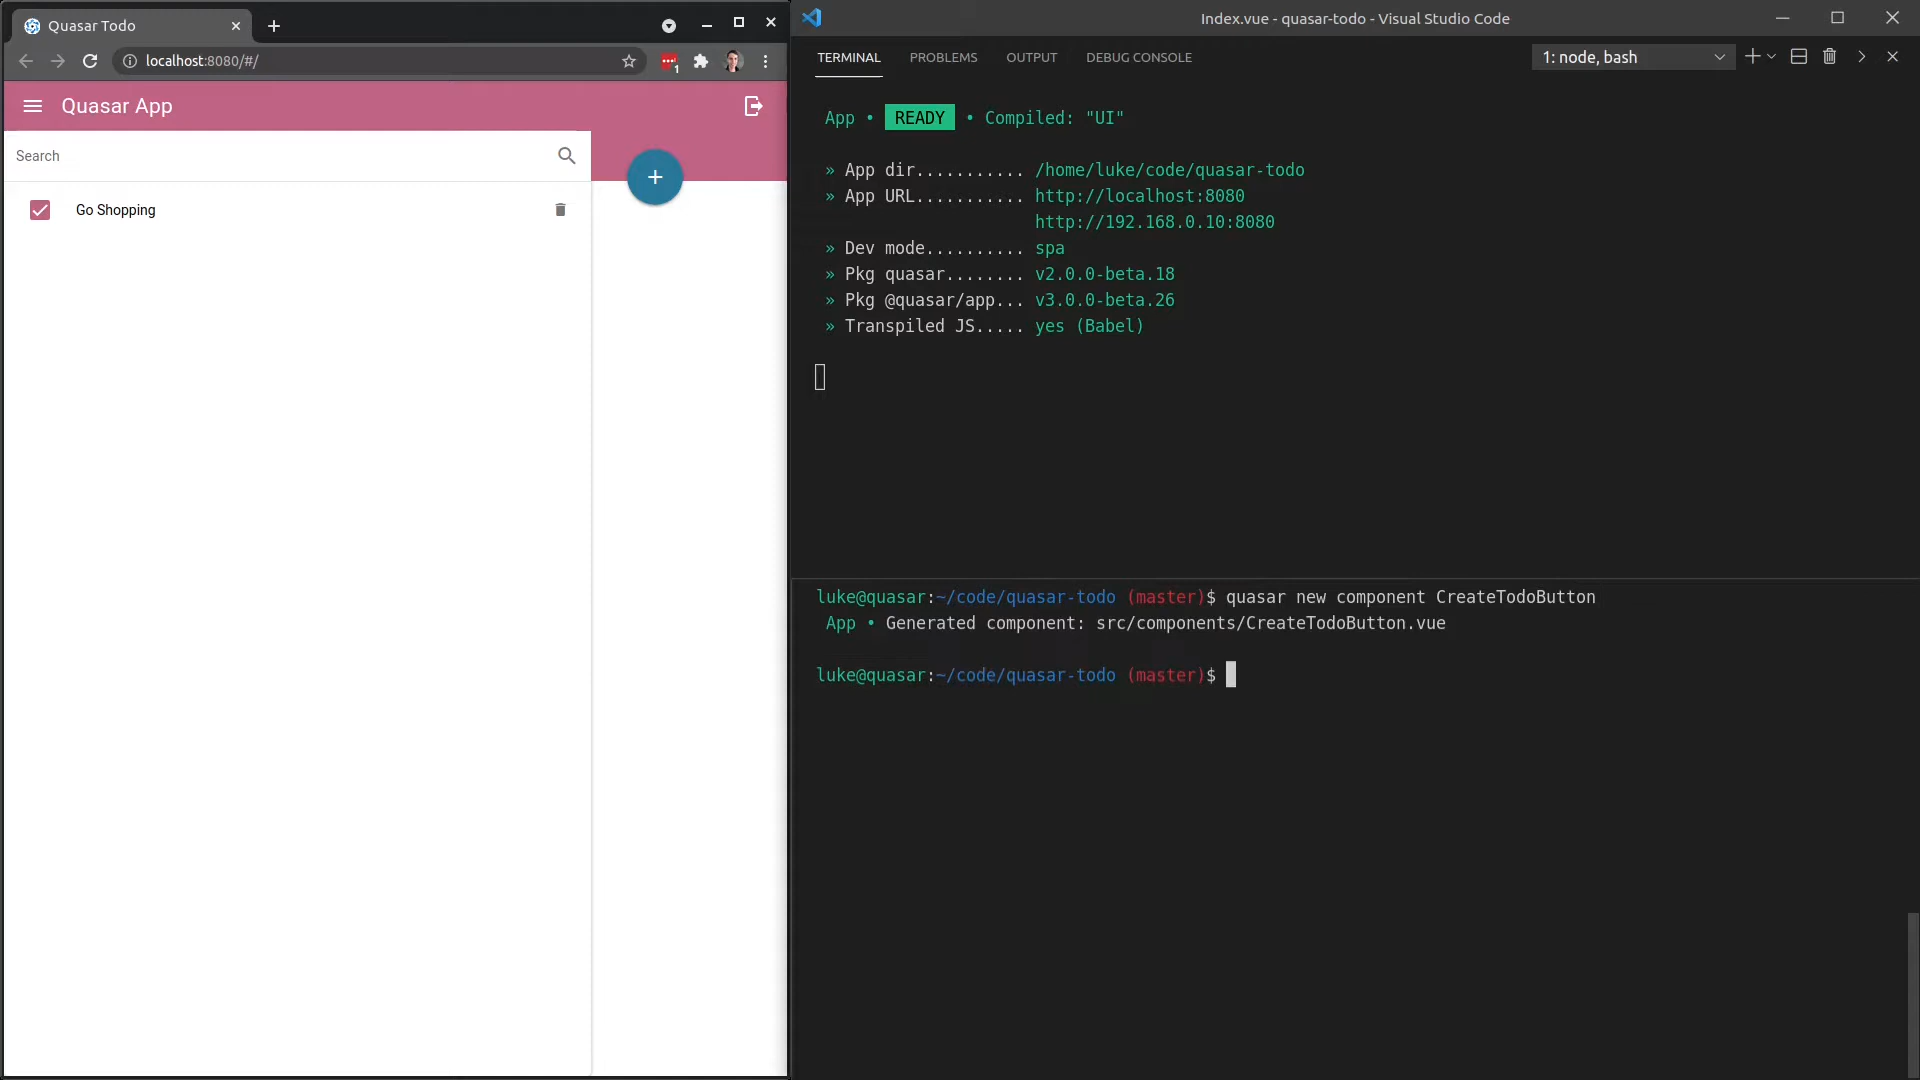 Quasar Todo
localhost:8080/#/
1
Quasar App
Search
Go Shopping
Index.vue - quasar-todo - Visual Studio Code
TERMINAL PROBLEMS OUTPUT DEBUG CONSOLE 1: node, bash
App • READY • Compiled: "UI"
» App dir........... /home/luke/code/quasar-todo
» App URL........... http://localhost:8080
http://192.168.0.10:8080
» Dev mode.......... spa
» Pkg quasar........ v2.0.0-beta.18
» Pkg @quasar/app... v3.0.0-beta.26
» Transpiled JS..... yes (Babel)
luke@quasar:~/code/quasar-todo (master)$ quasar new component CreateTodoButton
App • Generated component: src/components/CreateTodoButton.vue
luke@quasar:~/code/quasar-todo (master)$